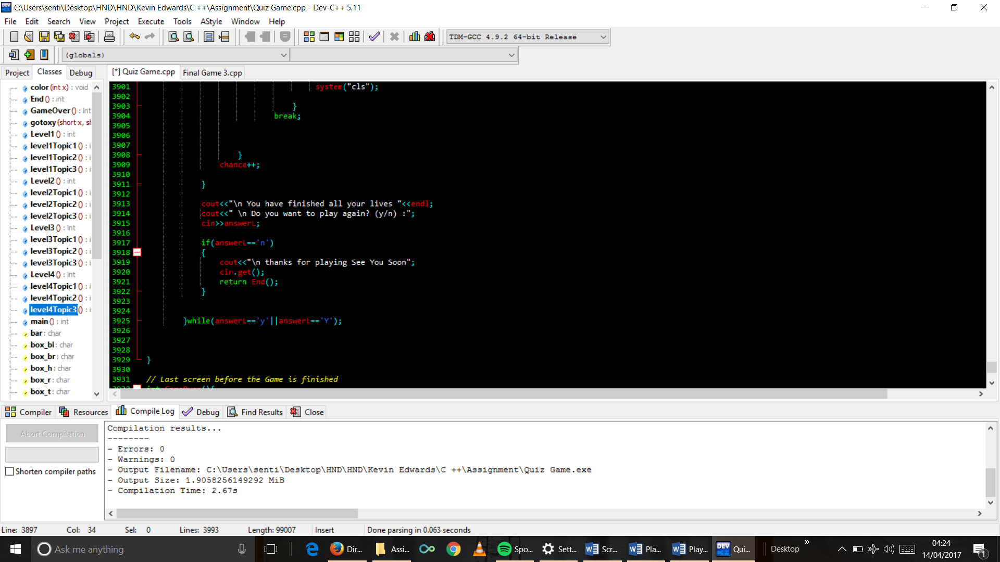 C:\Users\senti\Desktop\HND\HND\Kevin Edwards\C ++\Assignment\Quiz Game.cpp - Dev-C++ 5.11
File Edit Search View Project Execute Tools AStyle Window Help
TDM-GCC 4.9.2 64-bit Release
(globals)
Project Classes Debug
[*] Quiz Game.cpp Final Game 3.cpp
color (int x) : void
End () : int
GameOver () : int
gotoxy (short x, sh
Level1 () : int
level1Topic1 () : i
level1Topic2 () : i
level1Topic3 () : i
Level2 () : int
level2Topic1 () : i
level2Topic2 () : i
level2Topic3 () : i
Level3 () : int
level3Topic1 () : i
level3Topic2 () : i
level3Topic3 () : i
Level4 () : int
level4Topic1 () : i
level4Topic2 () : i
level4Topic3 () : i
main () : int
bar : char
box_bl : char
box_br : char
box_h : char
box_r : char
box_t : char
3901 system("cls");
3902
3903 }
3904 break;
3905
3906
3907
3908 }
3909 chance++;
3910
3911 }
3912
3913 cout<<"\n You have finished all your lives "<<endl;
3914 cout<<" \n Do you want to play again? (y/n) :";
3915 cin>>answerL;
3916
3917 if(answerL=='n')
3918 {
3919 cout<<"\n thanks for playing See You Soon";
3920 cin.get();
3921 return End();
3922 }
3923
3924
3925 }while(answerL=='y'||answerL=='Y');
3926
3927
3928
3929 }
3930
3931 // Last screen before the Game is finished
3932 int GameOver(){
Compiler Resources Compile Log Debug Find Results Close
Abort Compilation
Shorten compiler paths
Compilation results...
--------
- Errors: 0
- Warnings: 0
- Output Filename: C:\Users\senti\Desktop\HND\HND\Kevin Edwards\C ++\Assignment\Quiz Game.exe
- Output Size: 1.9058256149292 MiB
- Compilation Time: 2.67s
Line: 3897 Col: 34 Sel: 0 Lines: 3993 Length: 99007 Insert Done parsing in 0.063 seconds
Ask me anything
Dir... Assi... Spo... Sett... Scr... Pla... Play... DEV Qui... Desktop
04:24
14/04/2017
1